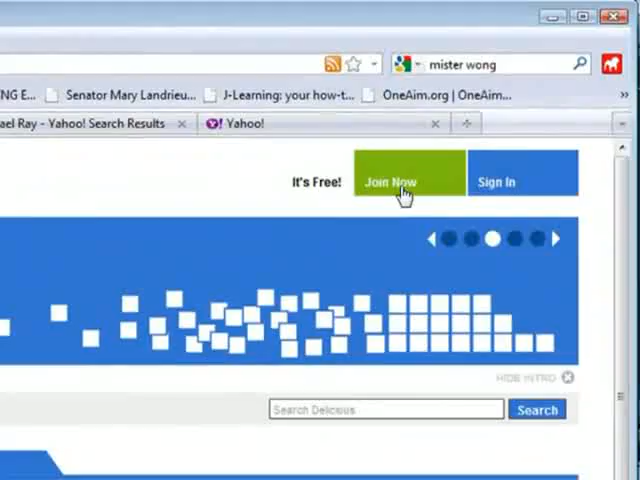 mister wong
NG E... Senator Mary Landrieu... J-Learning: your how-t... OneAim.org | OneAim... »
ael Ray - Yahoo! Search Results Yahoo!
It's Free! Join Now Sign In
HIDE INTRO
Search Delicious Search